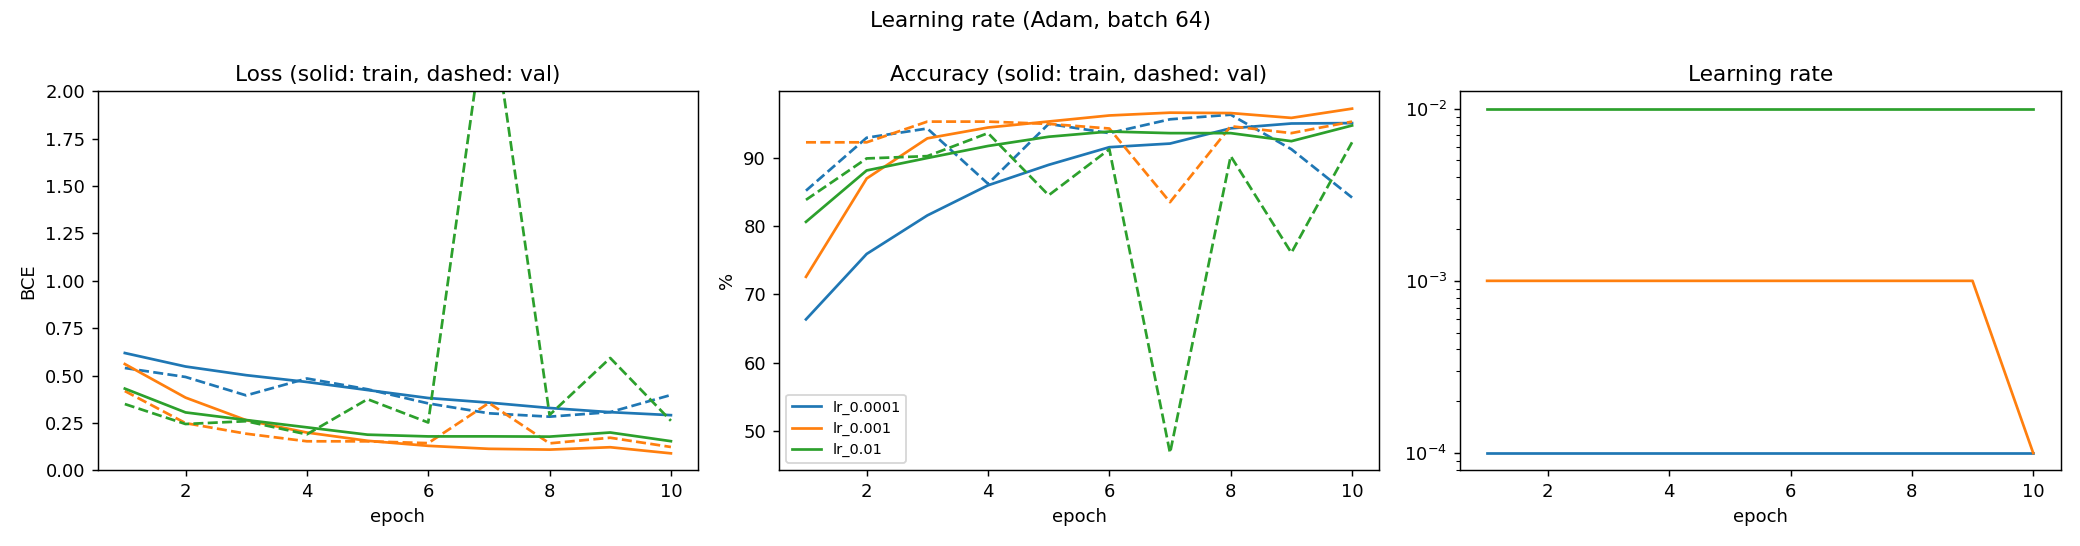 Learning rate (Adam, batch 64)
Loss (solid: train, dashed: val)
2.00
1.75
1.50
1.25
1.00
0.75
0.50
0.25
0.00
BCE
2 4 6 8 10
epoch
Accuracy (solid: train, dashed: val)
90
80
70
60
50
%
lr_0.0001
lr_0.001
lr_0.01
2 4 6 8 10
epoch
Learning rate
10⁻²
10⁻³
10⁻⁴
2 4 6 8 10
epoch